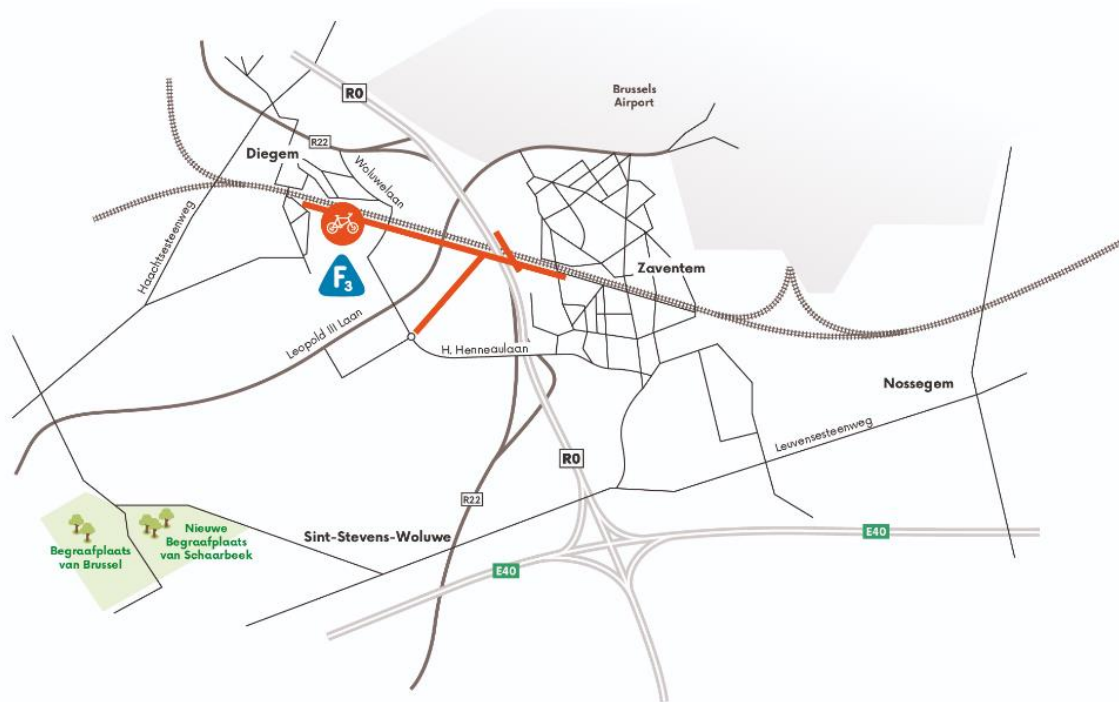 R0
Brussels
Airport
R22
Diegem
Woluwelaan
Haachtsesteenweg
F3
Zaventem
Leopold III Laan
H. Henneaulaan
Nossegem
Leuvensesteenweg
R0
R22
Nieuwe
Begraafplaats
van Schaarbeek
Begraafplaats
van Brussel
Sint-Stevens-Woluwe
E40
E40